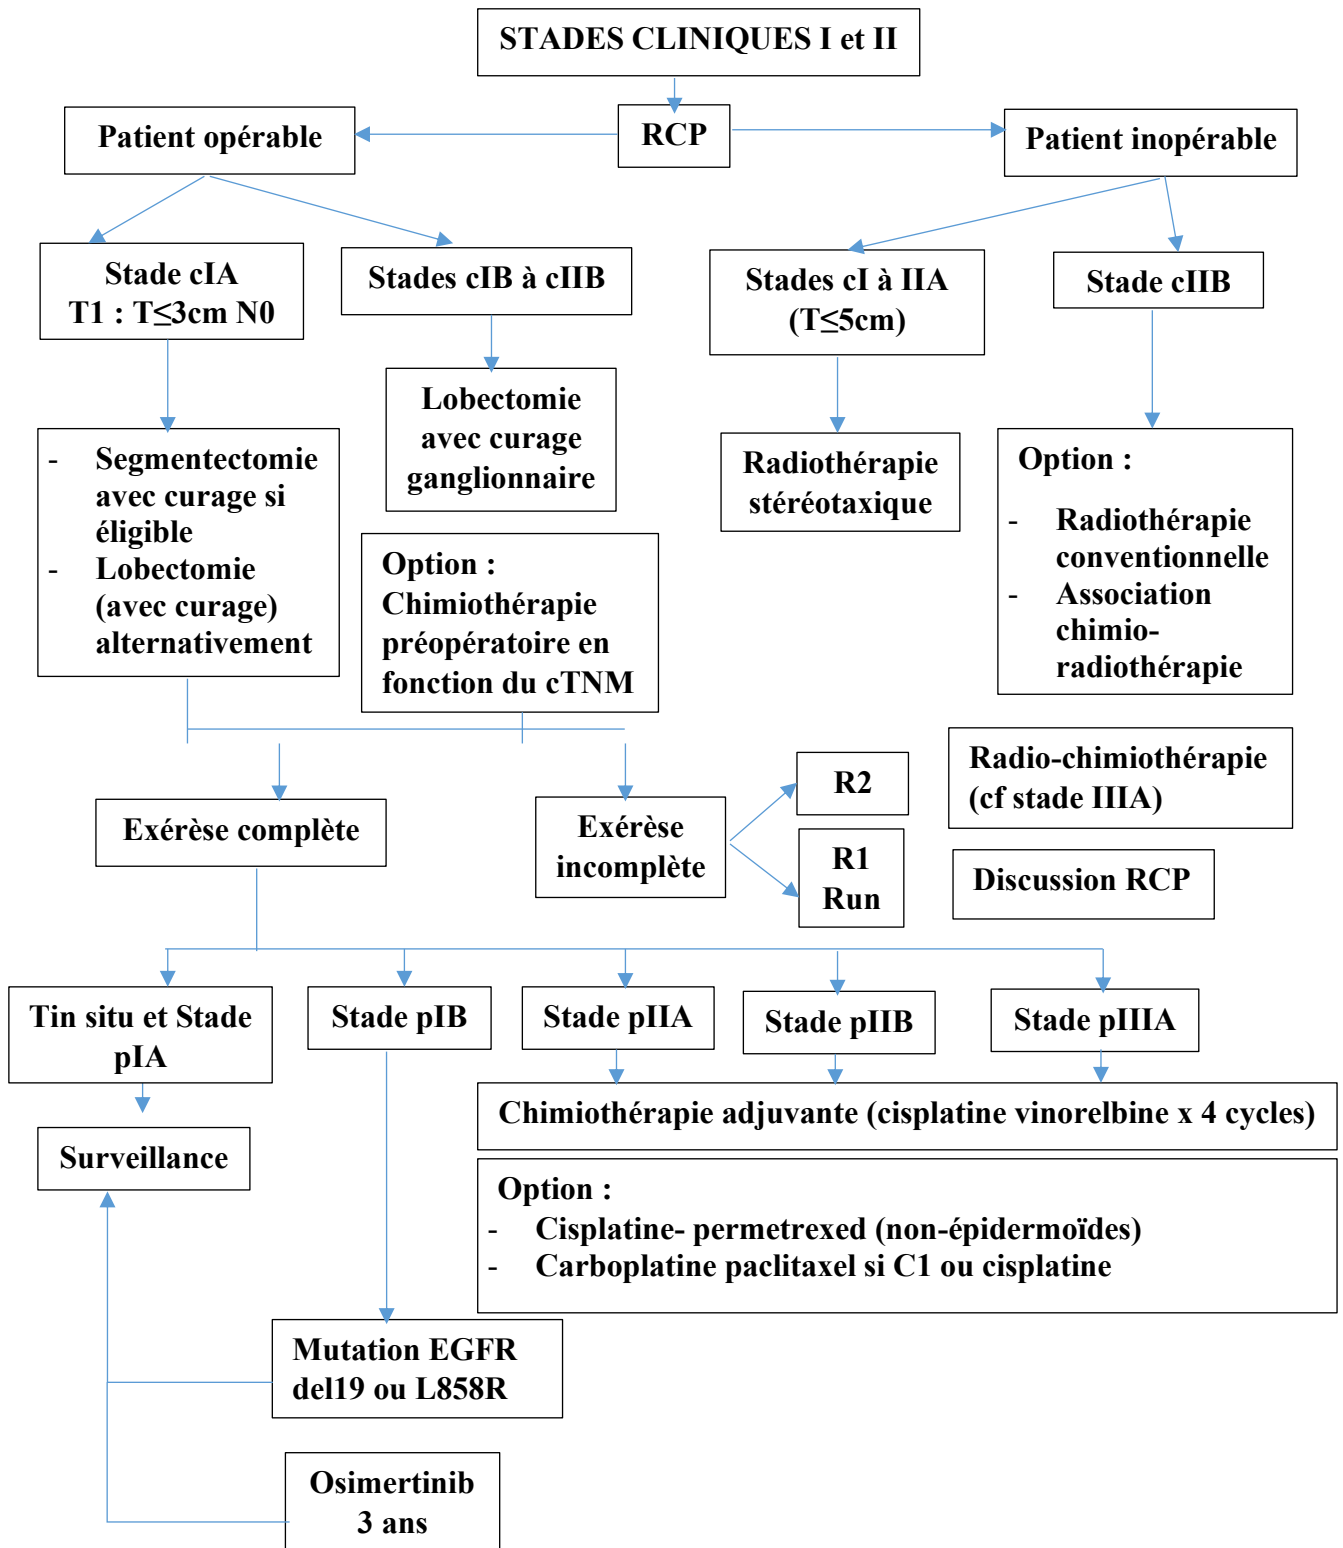 STADES CLINIQUES I et II
Patient opérable
RCP
Patient inopérable
Stade cIA
T1 : T≤3cm N0
Stades cIB à cIIB
Stades cI à IIA
(T≤5cm)
Stade cIIB
- Segmentectomie
avec curage si
éligible
- Lobectomie
(avec curage)
alternativement
Lobectomie
avec curage
ganglionnaire
Radiothérapie
stéréotaxique
Option :
- Radiothérapie
conventionnelle
- Association
chimio-
radiothérapie
Option :
Chimiothérapie
préopératoire en
fonction du cTNM
Exérèse complète
Exérèse
incomplète
R2
R1
Run
Radio-chimiothérapie
(cf stade IIIA)
Discussion RCP
Tin situ et Stade
pIA
Stade pIB
Stade pIIA
Stade pIIB
Stade pIIIA
Surveillance
Chimiothérapie adjuvante (cisplatine vinorelbine x 4 cycles)
Option :
- Cisplatine- permetrexed (non-épidermoïdes)
- Carboplatine paclitaxel si C1 ou cisplatine
Mutation EGFR
del19 ou L858R
Osimertinib
3 ans